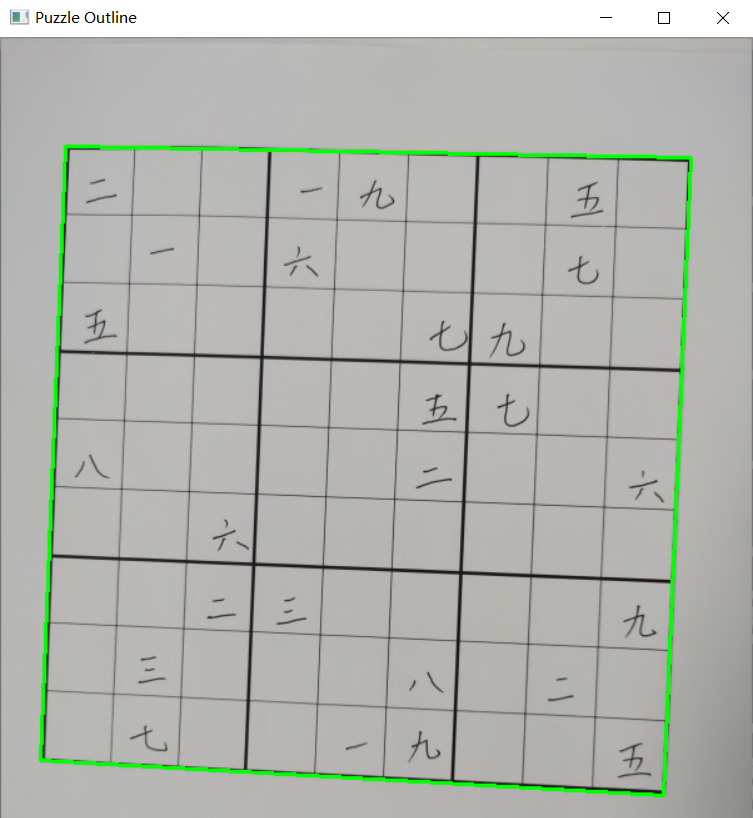 Puzzle Outline
二 一 九 五
一 六 七
五 七 九
五 七
八 二 六
六
二 三 九
三 八 二
七 一 九 五